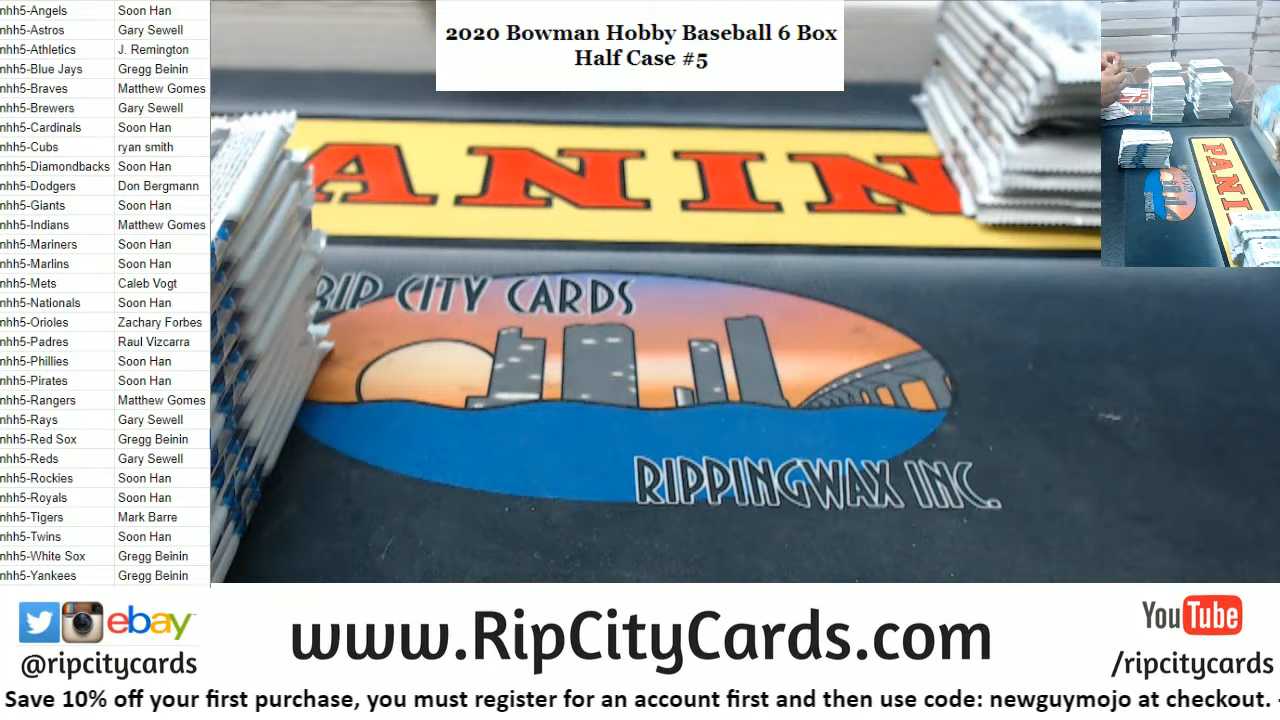 nhh5-Angels Soon Han
nhh5-Astros Gary Sewell
nhh5-Athletics J. Remington
nhh5-Blue Jays Gregg Beinin
nhh5-Braves Matthew Gomes
nhh5-Brewers Gary Sewell
nhh5-Cardinals Soon Han
nhh5-Cubs ryan smith
nhh5-Diamondbacks Soon Han
nhh5-Dodgers Don Bergmann
nhh5-Giants Soon Han
nhh5-Indians Matthew Gomes
nhh5-Mariners Soon Han
nhh5-Marlins Soon Han
nhh5-Mets Caleb Vogt
nhh5-Nationals Soon Han
nhh5-Orioles Zachary Forbes
nhh5-Padres Raul Vizcarra
nhh5-Phillies Soon Han
nhh5-Pirates Soon Han
nhh5-Rangers Matthew Gomes
nhh5-Rays Gary Sewell
nhh5-Red Sox Gregg Beinin
nhh5-Reds Gary Sewell
nhh5-Rockies Soon Han
nhh5-Royals Soon Han
nhh5-Tigers Mark Barre
nhh5-Twins Soon Han
nhh5-White Sox Gregg Beinin
nhh5-Yankees Gregg Beinin
2020 Bowman Hobby Baseball 6 Box
Half Case #5
ANIN
RIP CITY CARDS
RIPPINGWAX INC.
PANI
ebay
@ripcitycards
www.RipCityCards.com
YouTube
/ripcitycards
Save 10% off your first purchase, you must register for an account first and then use code: newguymojo at checkout.